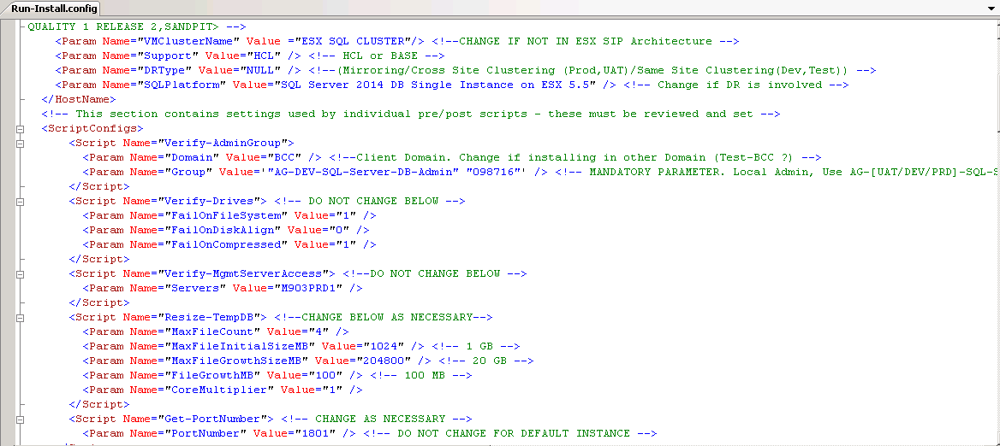 Run-Install.config
QUALITY 1 RELEASE 2,SANDPIT> -->
<Param Name="VMClusterName" Value ="ESX SQL CLUSTER"/> <!--CHANGE IF NOT IN ESX SIP Architecture -->
<Param Name="Support" Value="HCL" /> <!-- HCL or BASE -->
<Param Name="DRType" Value="NULL" /> <!--(Mirroring/Cross Site Clustering (Prod,UAT)/Same Site Clustering(Dev,Test)) -->
<Param Name="SQLPlatform" Value="SQL Server 2014 DB Single Instance on ESX 5.5" /> <!-- Change if DR is involved -->
</HostName>
<!-- This section contains settings used by individual pre/post scripts - these must be reviewed and set -->
<ScriptConfigs>
<Script Name="Verify-AdminGroup">
<Param Name="Domain" Value="BCC" /> <!--Client Domain. Change if installing in other Domain (Test-BCC ?) -->
<Param Name="Group" Value='"AG-DEV-SQL-Server-DB-Admin" "098716"' /> <!-- MANDATORY PARAMETER. Local Admin, Use AG-[UAT/DEV/PRD]-SQL-S
</Script>
<Script Name="Verify-Drives"> <!-- DO NOT CHANGE BELOW -->
<Param Name="FailOnFileSystem" Value="1" />
<Param Name="FailOnDiskAlign" Value="0" />
<Param Name="FailOnCompressed" Value="1" />
</Script>
<Script Name="Verify-MgmtServerAccess"> <!--DO NOT CHANGE BELOW -->
<Param Name="Servers" Value="M903PRD1" />
</Script>
<Script Name="Resize-TempDB"> <!--CHANGE BELOW AS NECESSARY-->
<Param Name="MaxFileCount" Value="4" />
<Param Name="MaxFileInitialSizeMB" Value="1024" /> <!-- 1 GB -->
<Param Name="MaxFileGrowthSizeMB" Value="204800" /> <!-- 20 GB -->
<Param Name="FileGrowthMB" Value="100" /> <!-- 100 MB -->
<Param Name="CoreMultiplier" Value="1" />
</Script>
<Script Name="Get-PortNumber"> <!-- CHANGE AS NECESSARY -->
<Param Name="PortNumber" Value="1801" /> <!-- DO NOT CHANGE FOR DEFAULT INSTANCE -->